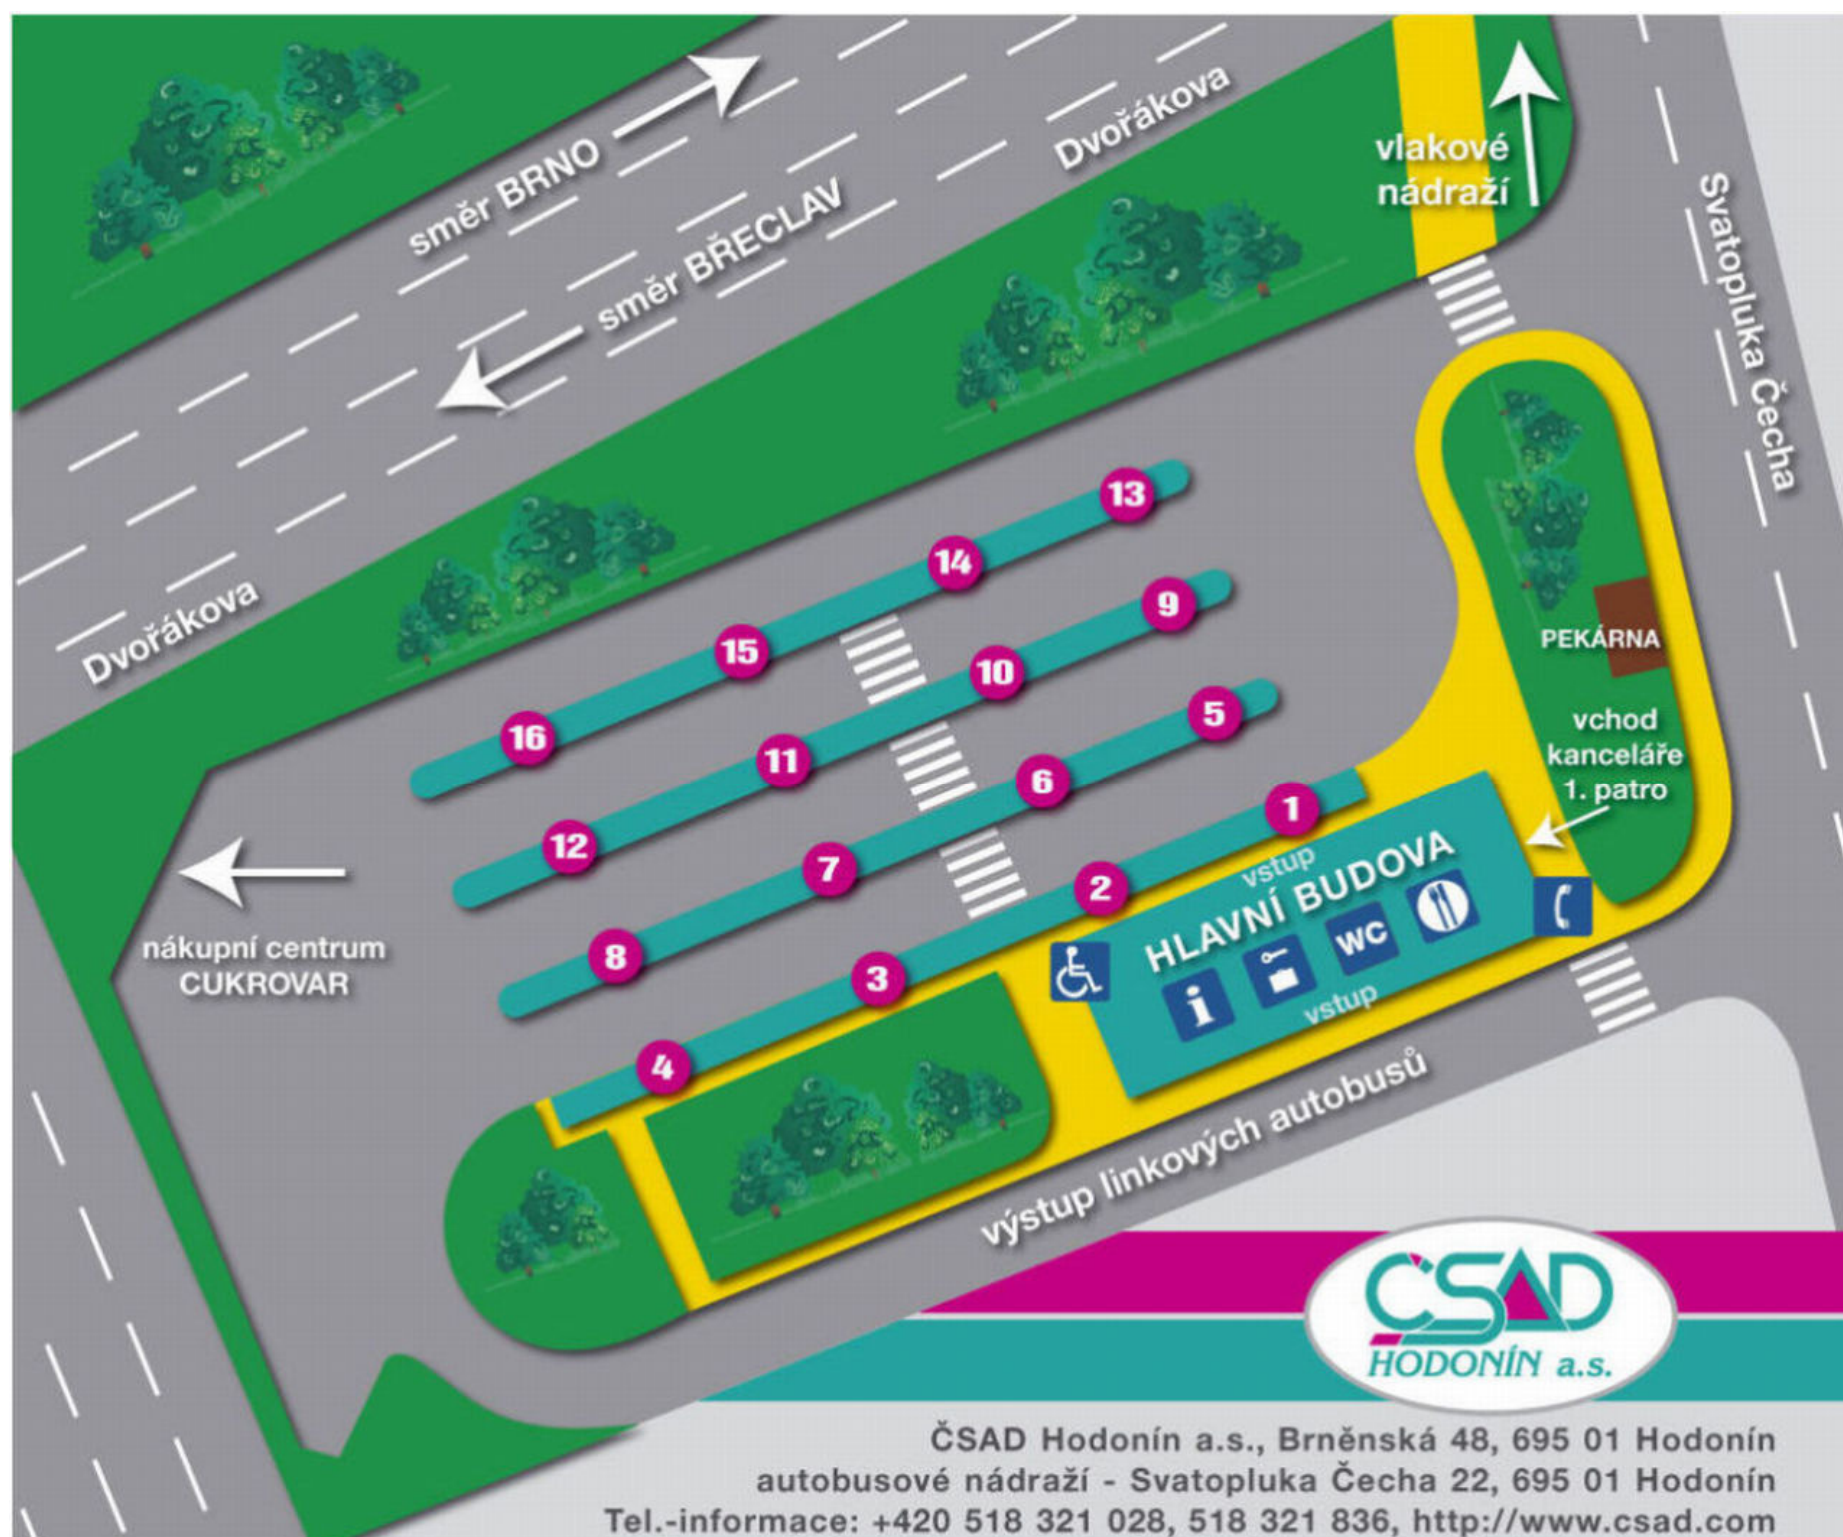 směr BRNO
směr BŘECLAV
Dvořákova
vlakové
nádraží
Svatopluka Čecha
Dvořákova
13
14
15
16
9
10
11
12
5
6
7
8
1
2
3
4
PEKÁRNA
vchod
kanceláře
1. patro
nákupní centrum
CUKROVAR
vstup
HLAVNÍ BUDOVA
i
WC
vstup
výstup linkových autobusů
ČSAD
HODONÍN a.s.
ČSAD Hodonín a.s., Brněnská 48, 695 01 Hodonín
autobusové nádraží - Svatopluka Čecha 22, 695 01 Hodonín
Tel.-informace: +420 518 321 028, 518 321 836, http://www.csad.com